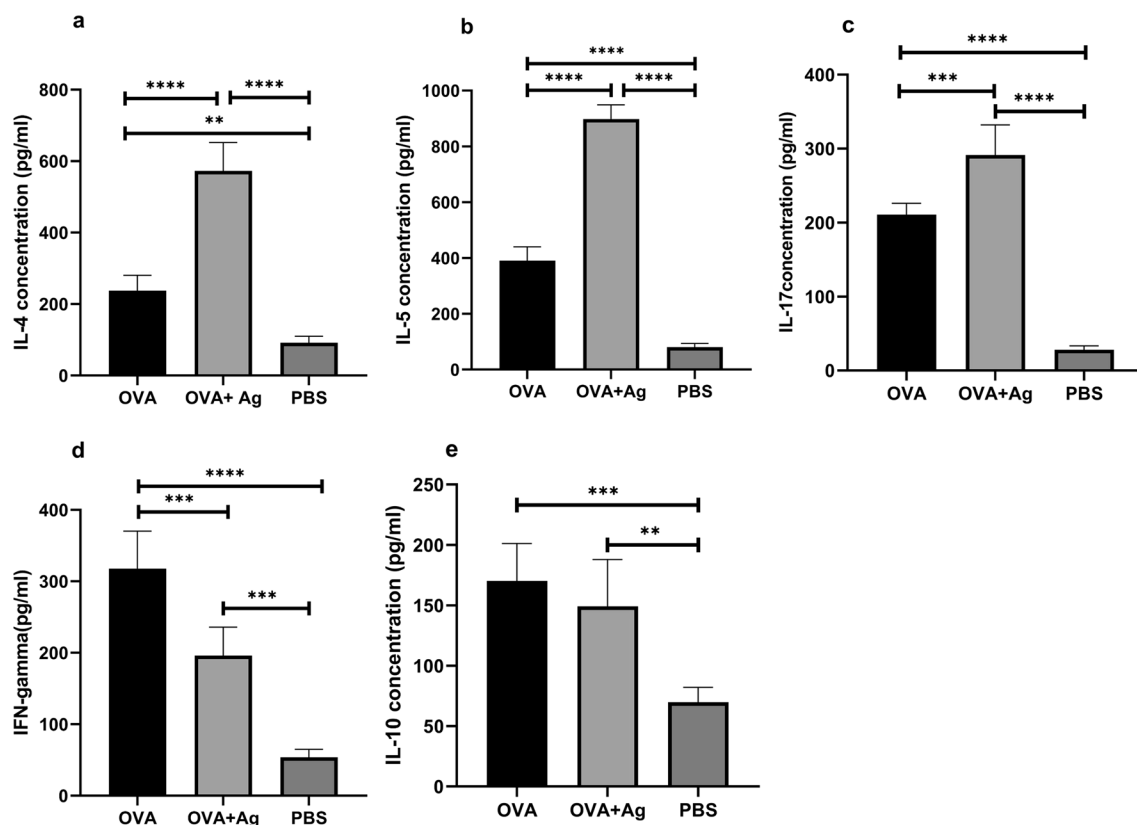 a
****
****
**
IL-4 concentration (pg/ml)
800
600
400
200
0
OVA
OVA+ Ag
PBS
b
****
****
****
IL-5 concentration (pg/ml)
1000
800
600
400
200
0
OVA
OVA+Ag
PBS
c
****
***
****
IL-17concentration (pg/ml)
400
300
200
100
0
OVA
OVA+Ag
PBS
d
****
***
***
IFN-gamma(pg/ml)
400
300
200
100
0
OVA
OVA+Ag
PBS
e
***
**
IL-10 concentration (pg/ml)
250
200
150
100
50
0
OVA
OVA+Ag
PBS